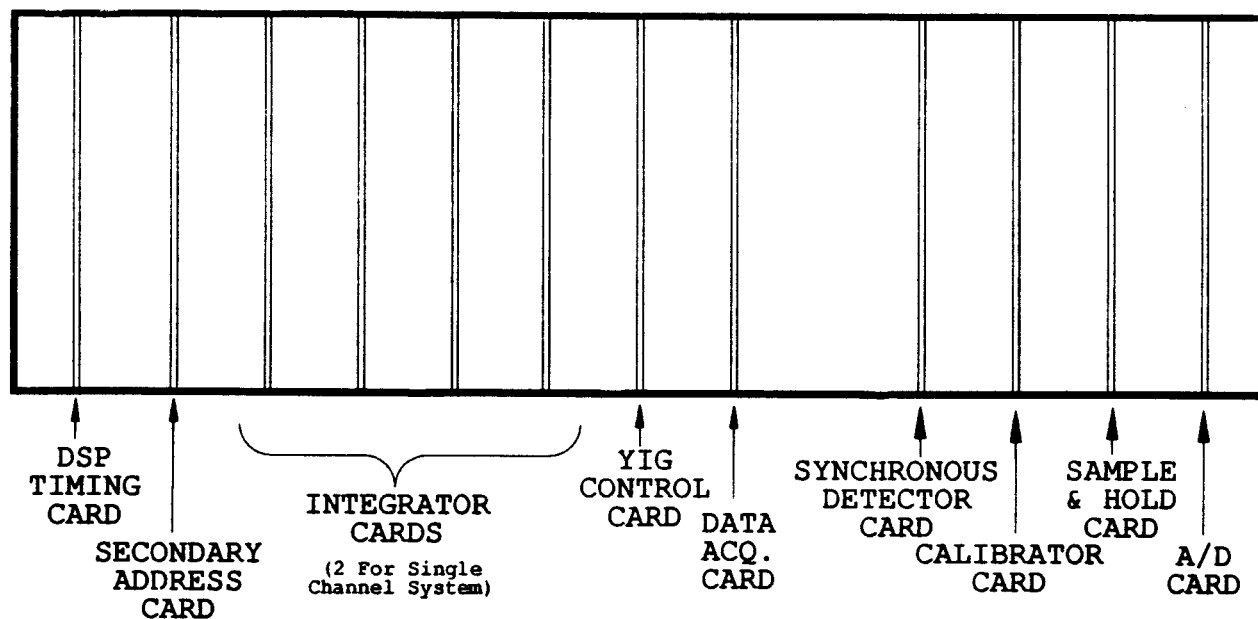 DSP
TIMING
CARD
SECONDARY
ADDRESS
CARD
INTEGRATOR
CARDS
(2 For Single
Channel System)
YIG
CONTROL
CARD
DATA
ACQ.
CARD
SYNCHRONOUS
DETECTOR
CARD
CALIBRATOR
CARD
SAMPLE
& HOLD
CARD
A/D
CARD